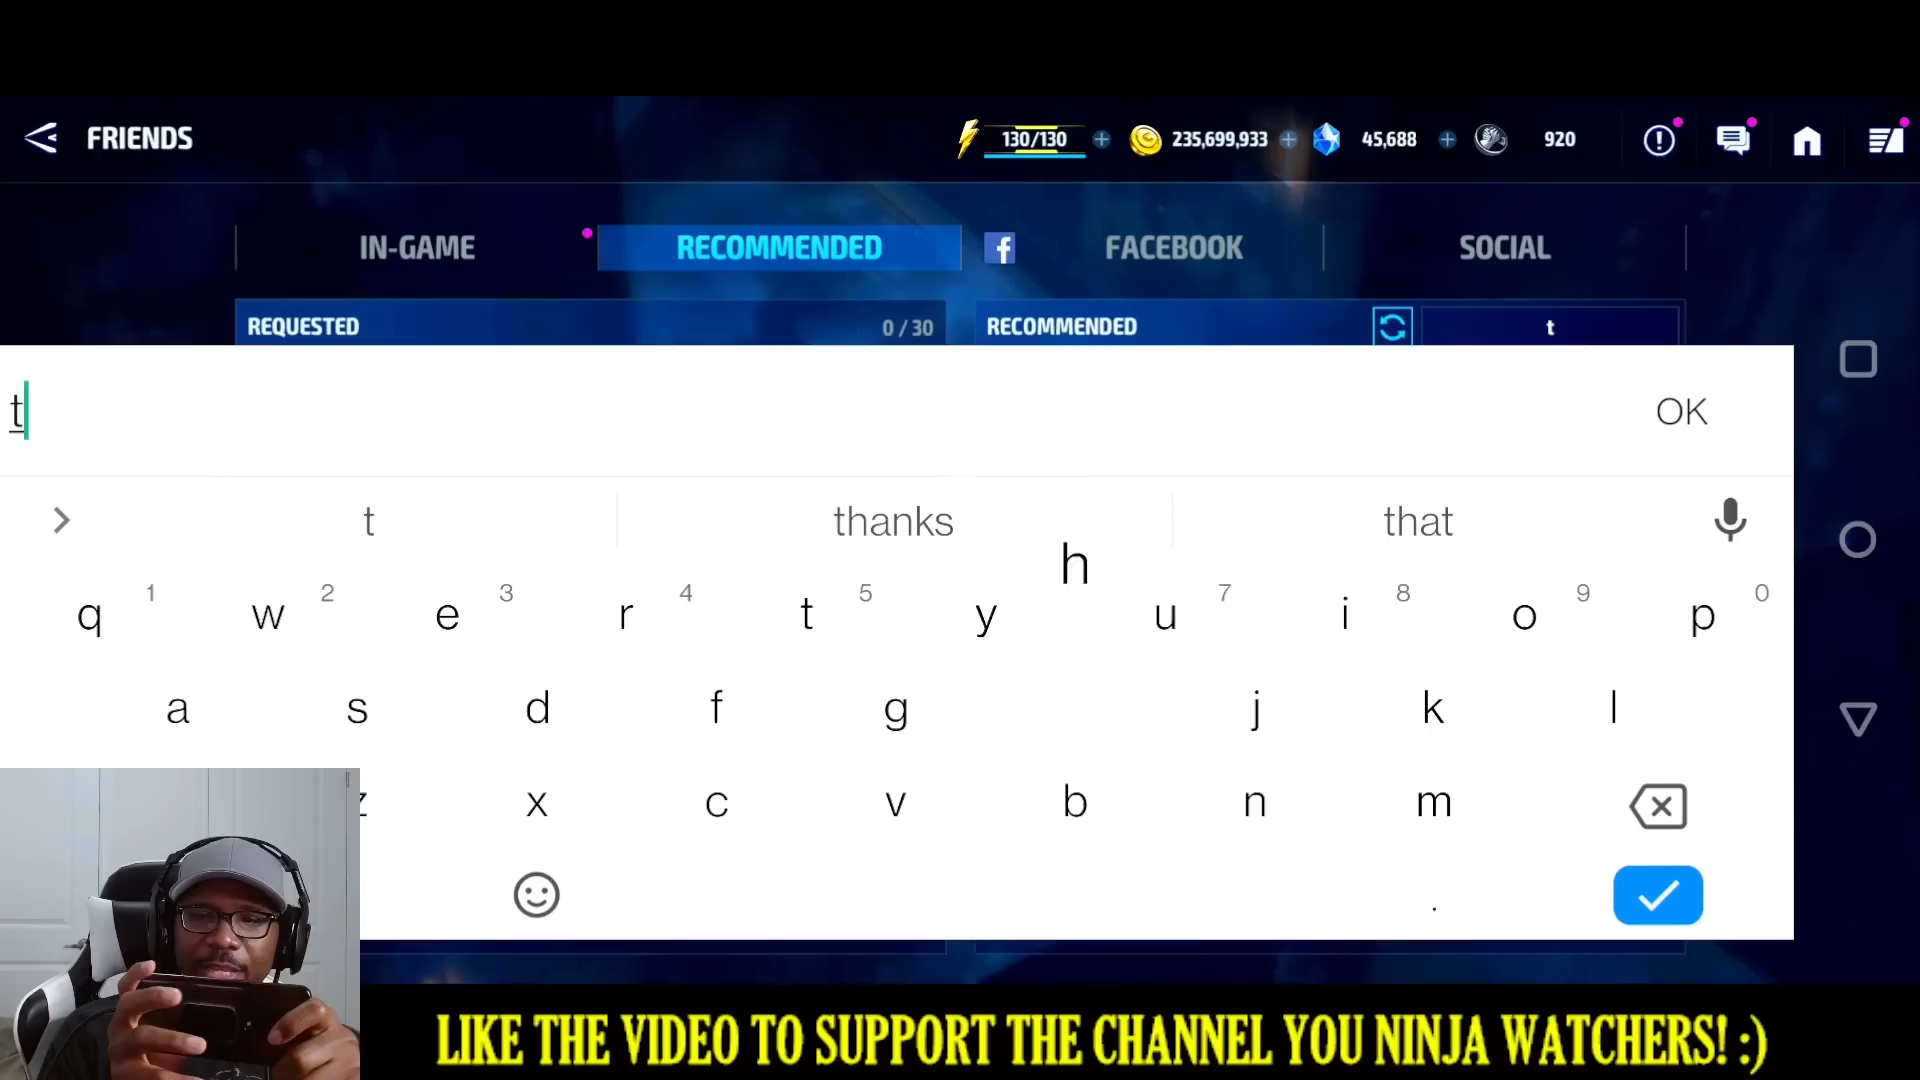 FRIENDS 130/130 235,699,933 45,688 920
IN-GAME RECOMMENDED f FACEBOOK SOCIAL
REQUESTED 0 / 30 RECOMMENDED t
t OK
t thanks that
h
1 2 3 4 5 7 8 9 0
q w e r t y u i o p
a s d f g j k l
z x c v b n m
.
LIKE THE VIDEO TO SUPPORT THE CHANNEL YOU NINJA WATCHERS! :)